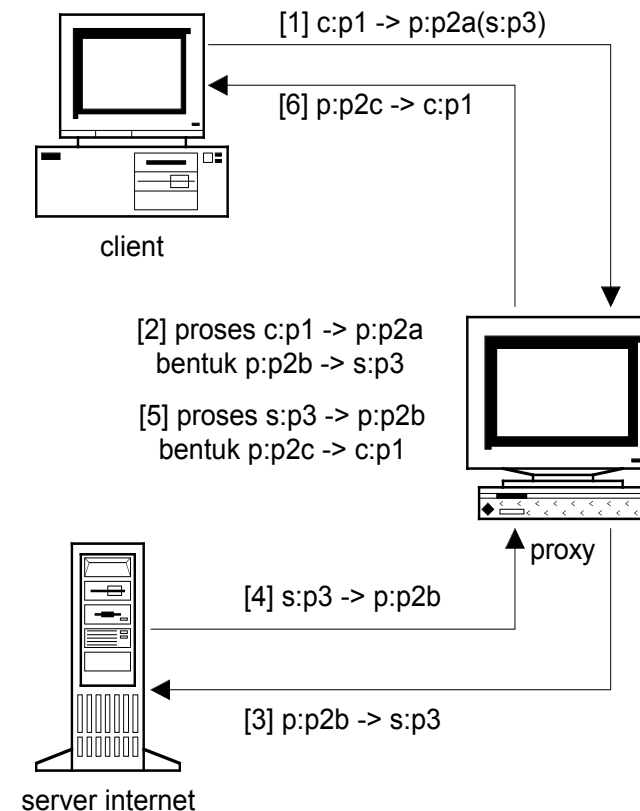 [1] c:p1 -> p:p2a(s:p3)
[6] p:p2c -> c:p1
client
[2] proses c:p1 -> p:p2a
bentuk p:p2b -> s:p3
[5] proses s:p3 -> p:p2b
bentuk p:p2c -> c:p1
proxy
[4] s:p3 -> p:p2b
[3] p:p2b -> s:p3
server internet